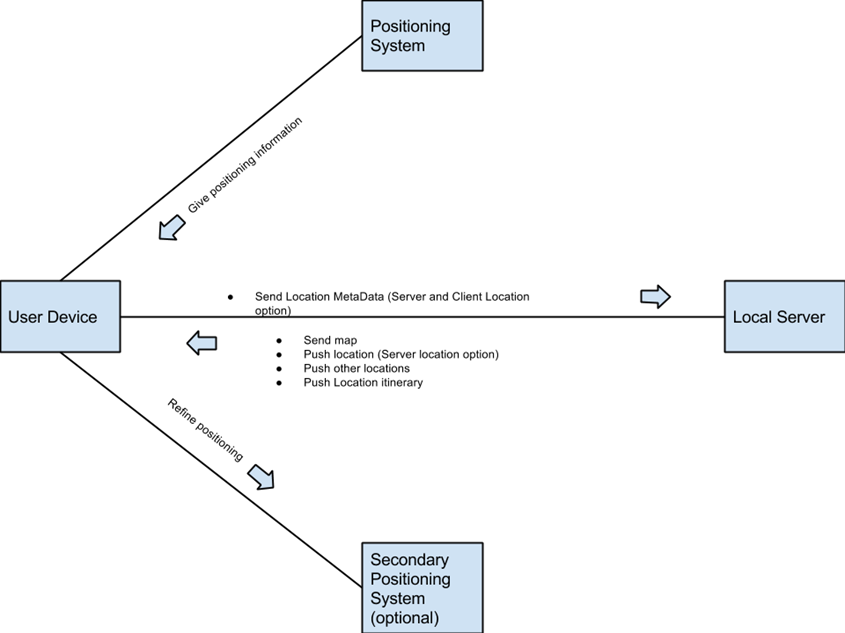 Positioning
System
Give positioning information
User Device
● Send Location MetaData (Server and Client Location
option)
Local Server
● Send map
● Push location (Server location option)
● Push other locations
● Push Location itinerary
Refine positioning
Secondary
Positioning
System
(optional)